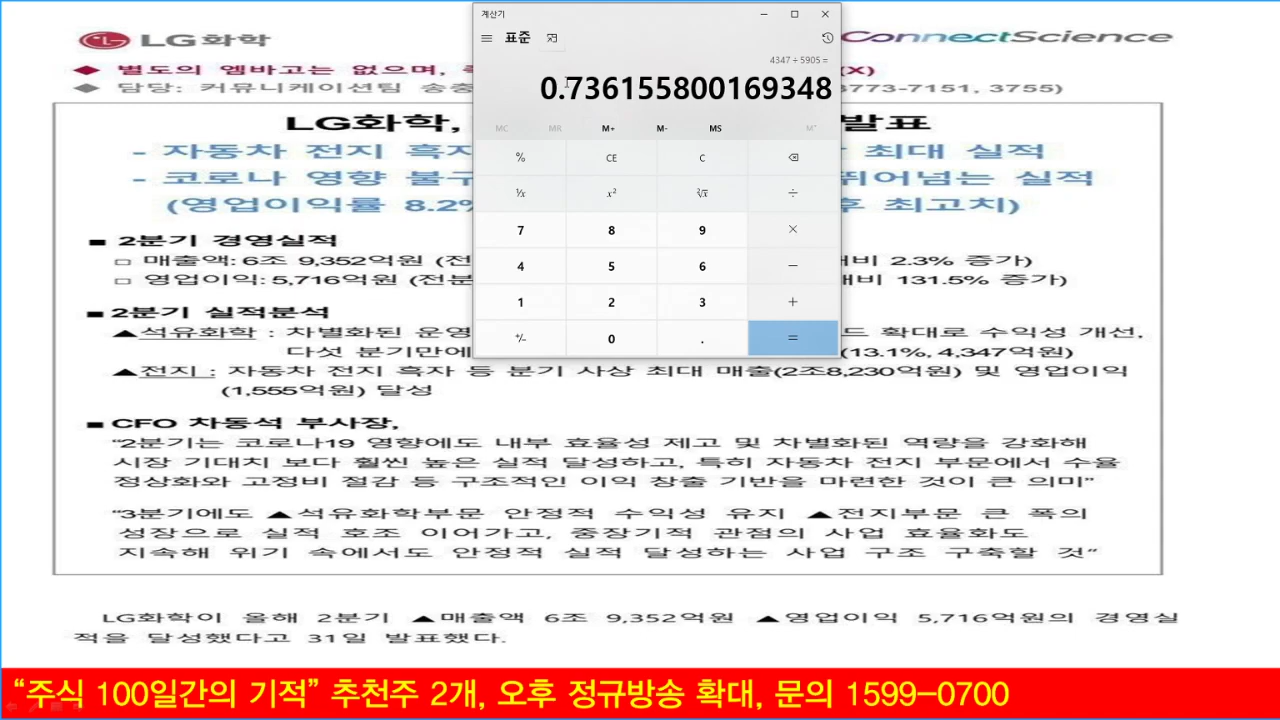 계산기
표준
4347 ÷ 5905 =
0.736155800169348
MC MR M+ M- MS M˅
% CE C
¹⁄x x² ²√x ÷
7 8 9 ×
4 5 6 −
1 2 3 +
+/- 0 . =
LG화학
ConnectScience
◆ 별도의 엠바고는 없으며, (X)
◆ 담당: 커뮤니케이션팀 송충 3773-7151, 3755)
LG화학, 발표
- 자동차 전지 흑자 최대 실적
- 코로나 영향 불구 뛰어넘는 실적
(영업이익률 8.2% 후 최고치)
■ 2분기 경영실적
□ 매출액: 6조 9,352억원 (전 대비 2.3% 증가)
□ 영업이익: 5,716억원 (전분 대비 131.5% 증가)
■ 2분기 실적분석
▲석유화학 : 차별화된 운영 드 확대로 수익성 개선,
다섯 분기만에 (13.1%, 4,347억원)
▲전지 : 자동차 전지 흑자 등 분기 사상 최대 매출(2조8,230억원) 및 영업이익
(1,555억원) 달성
■ CFO 차동석 부사장,
“2분기는 코로나19 영향에도 내부 효율성 제고 및 차별화된 역량을 강화해
시장 기대치 보다 훨씬 높은 실적 달성하고, 특히 자동차 전지 부문에서 수율
정상화와 고정비 절감 등 구조적인 이익 창출 기반을 마련한 것이 큰 의미”
“3분기에도 ▲석유화학부문 안정적 수익성 유지 ▲전지부문 큰 폭의
성장으로 실적 호조 이어가고, 중장기적 관점의 사업 효율화도
지속해 위기 속에서도 안정적 실적 달성하는 사업 구조 구축할 것”
LG화학이 올해 2분기 ▲매출액 6조 9,352억원 ▲영업이익 5,716억원의 경영실
적을 달성했다고 31일 발표했다.
“주식 100일간의 기적” 추천주 2개, 오후 정규방송 확대, 문의 1599-0700